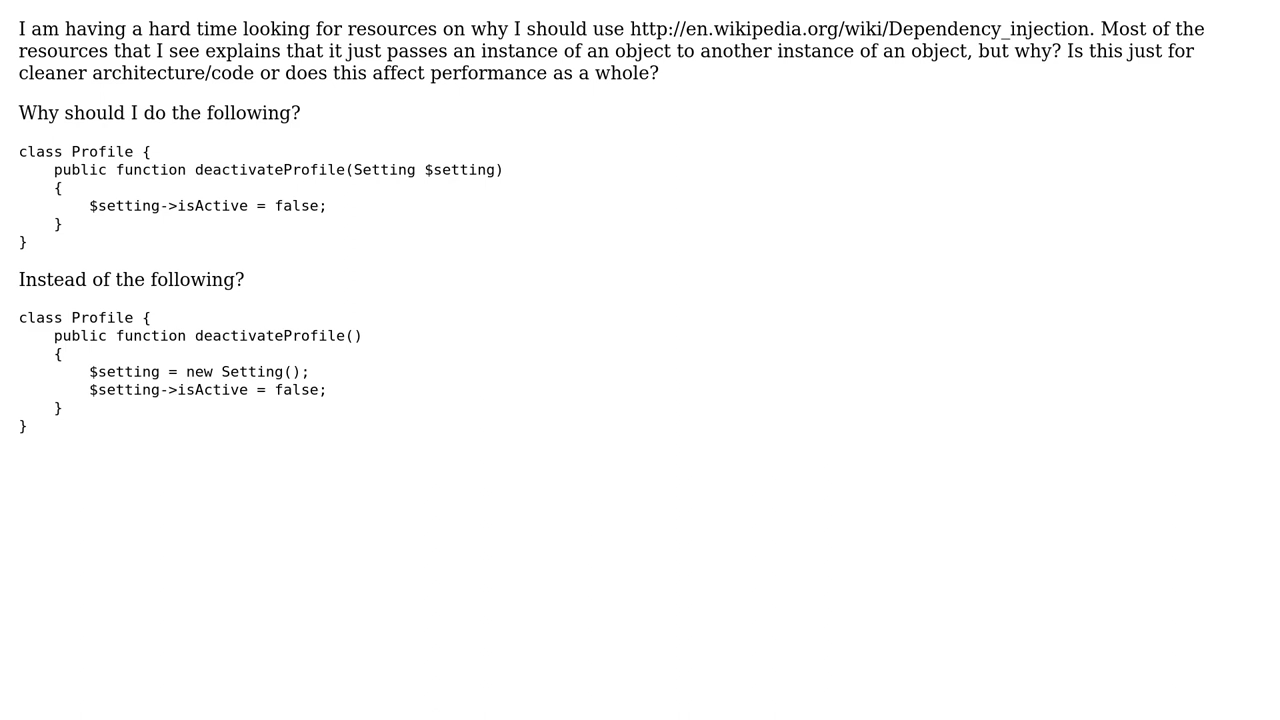 I am having a hard time looking for resources on why I should use http://en.wikipedia.org/wiki/Dependency_injection. Most of the
resources that I see explains that it just passes an instance of an object to another instance of an object, but why? Is this just for
cleaner architecture/code or does this affect performance as a whole?
Why should I do the following?
class Profile {
    public function deactivateProfile(Setting $setting)
    {
        $setting->isActive = false;
    }
}
Instead of the following?
class Profile {
    public function deactivateProfile()
    {
        $setting = new Setting();
        $setting->isActive = false;
    }
}